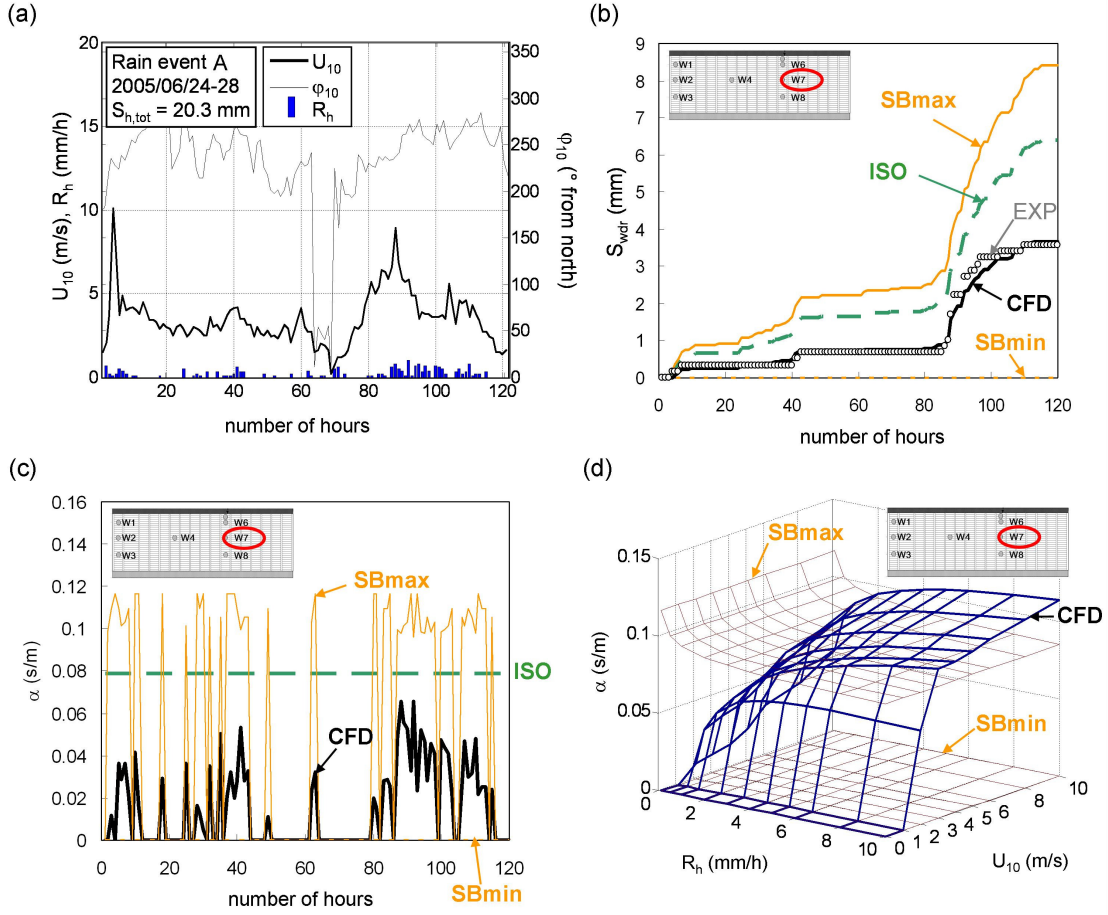 (a)
20
15
10
5
0
U10 (m/s), Rh (mm/h)
Rain event A
2005/06/24-28
Sh,tot = 20.3 mm
U10
φ10
Rh
350
300
250
200
150
100
50
0
φ10 (° from north)
0 20 40 60 80 100 120
number of hours
(b)
9
8
7
6
5
4
3
2
1
0
Swdr (mm)
W1 W6
W2 W4 W7
W3 W8
SBmax
ISO
EXP
CFD
SBmin
0 20 40 60 80 100 120
number of hours
(c)
0.16
0.14
0.12
0.1
0.08
0.06
0.04
0.02
0
α (s/m)
W1 W6
W2 W4 W7
W3 W8
SBmax
ISO
CFD
SBmin
0 20 40 60 80 100 120
number of hours
(d)
0.15
0.1
0.05
0
α (s/m)
W1 W6
W2 W4 W7
W3 W8
SBmax
CFD
SBmin
0 2 4 6 8 10
Rh (mm/h)
0 1 2 3 4 5 6 8 10
U10 (m/s)